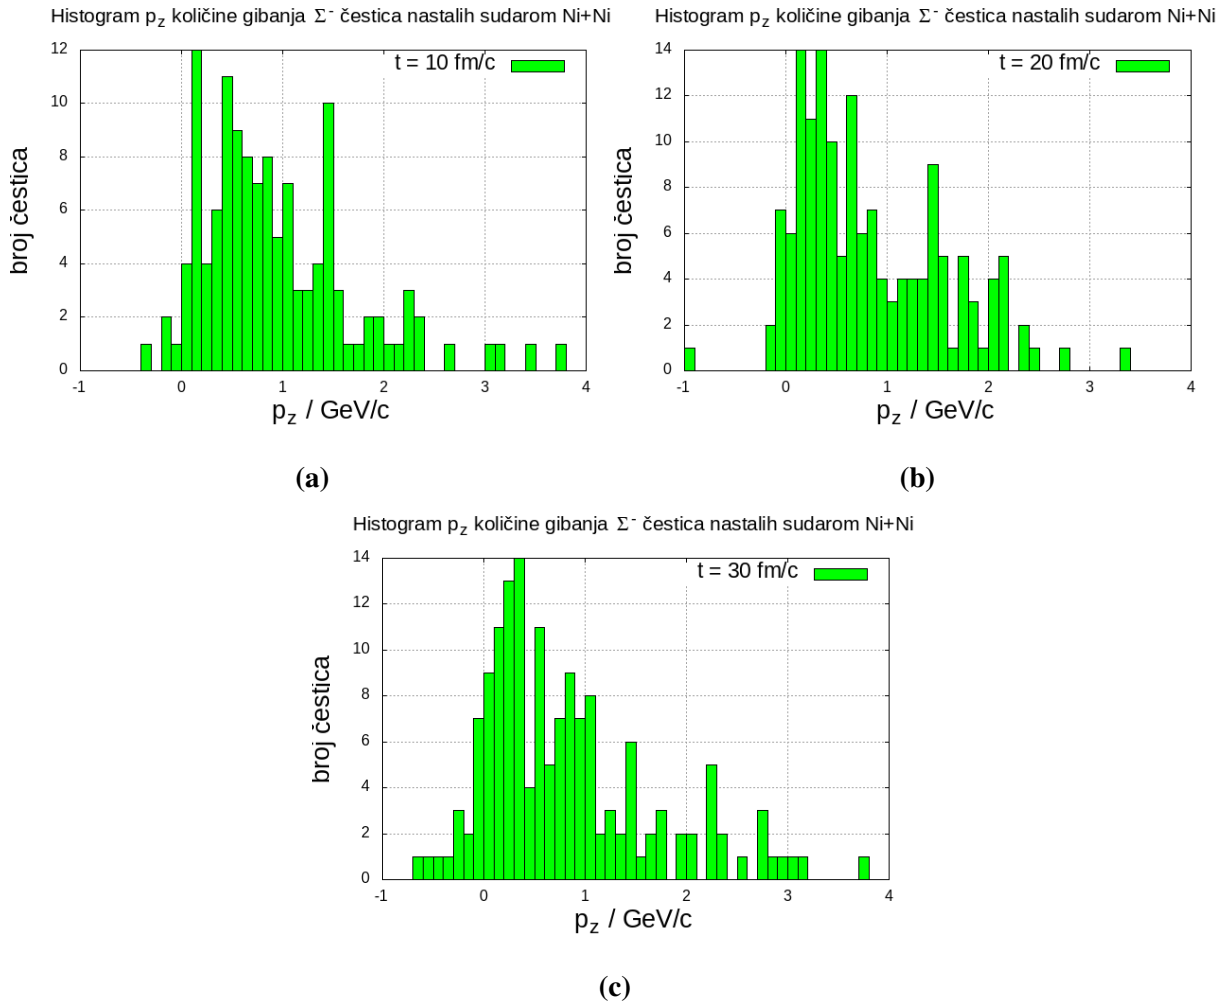 Histogram p_z količine gibanja Σ⁻ čestica nastalih sudarom Ni+Ni
t = 10 fm/c
12
10
8
6
4
2
0
broj čestica
-1 0 1 2 3 4
p_z / GeV/c
(a)
Histogram p_z količine gibanja Σ⁻ čestica nastalih sudarom Ni+Ni
t = 20 fm/c
14
12
10
8
6
4
2
0
broj čestica
-1 0 1 2 3 4
p_z / GeV/c
(b)
Histogram p_z količine gibanja Σ⁻ čestica nastalih sudarom Ni+Ni
t = 30 fm/c
14
12
10
8
6
4
2
0
broj čestica
-1 0 1 2 3 4
p_z / GeV/c
(c)